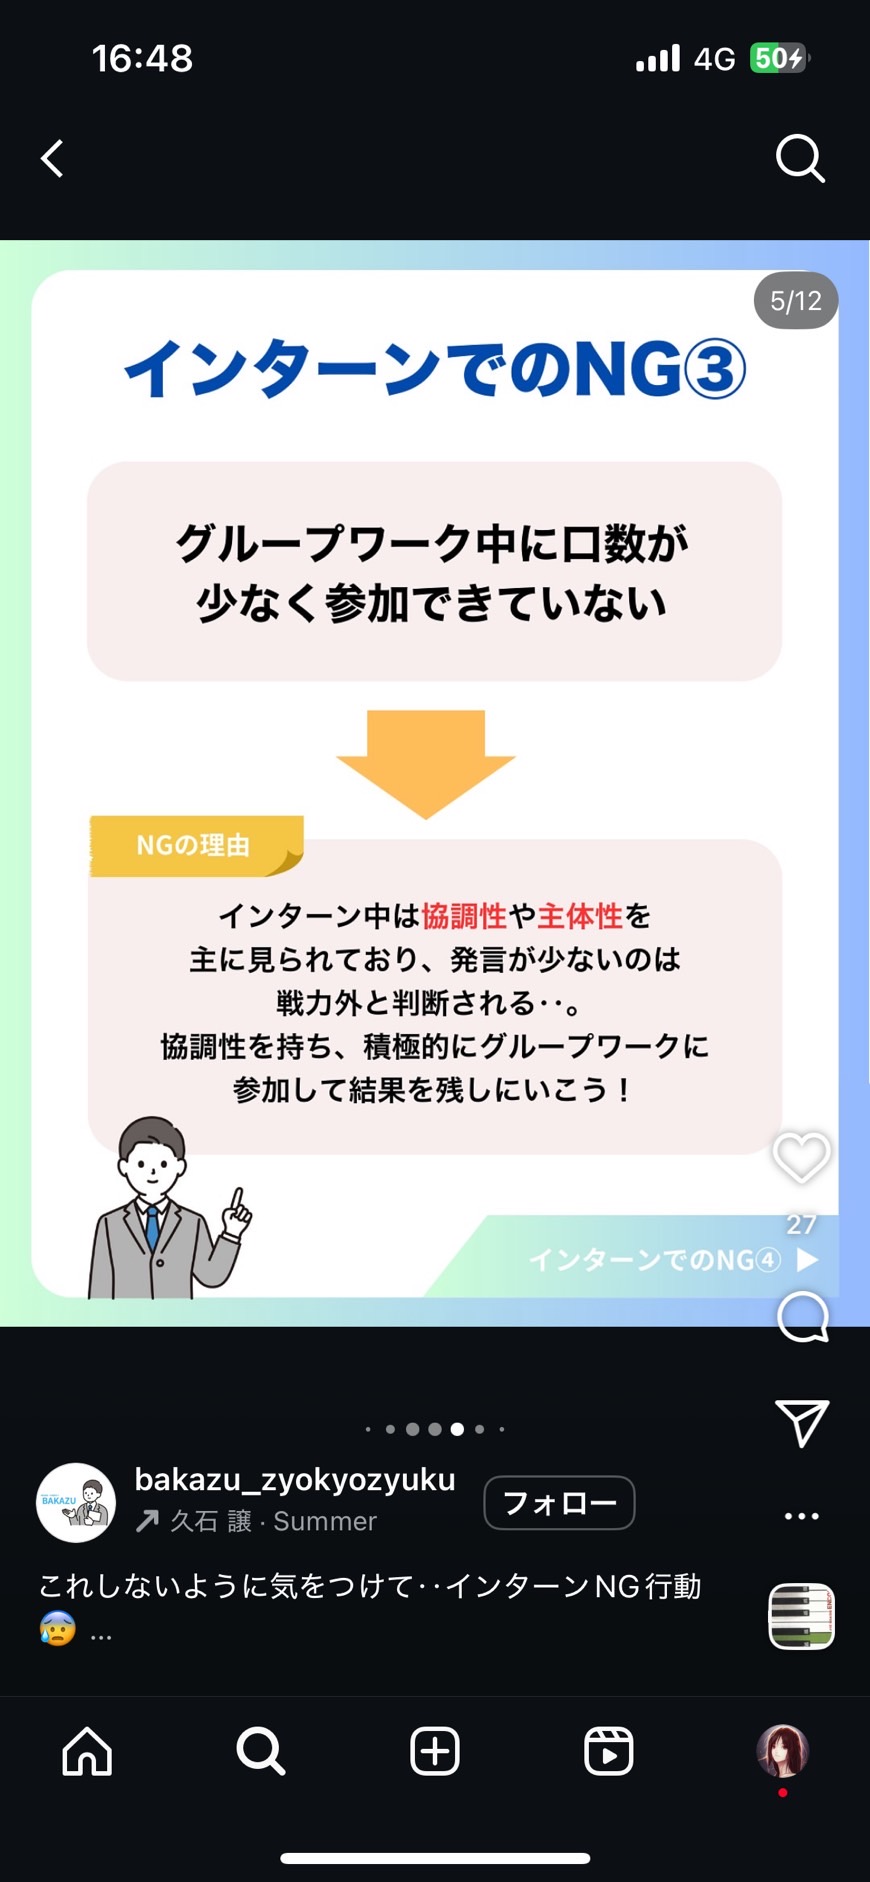 16:48
4G
50
5/12
インターンでのNG③
グループワーク中に口数が
少なく参加できていない
NGの理由
インターン中は協調性や主体性を
主に見られており、発言が少ないのは
戦力外と判断される‥。
協調性を持ち、積極的にグループワークに
参加して結果を残しにいこう！
27
インターンでのNG④
BAKAZU
bakazu_zyokyozyuku
久石 譲 · Summer
フォロー
これしないように気をつけて‥インターンNG行動
😰 ...